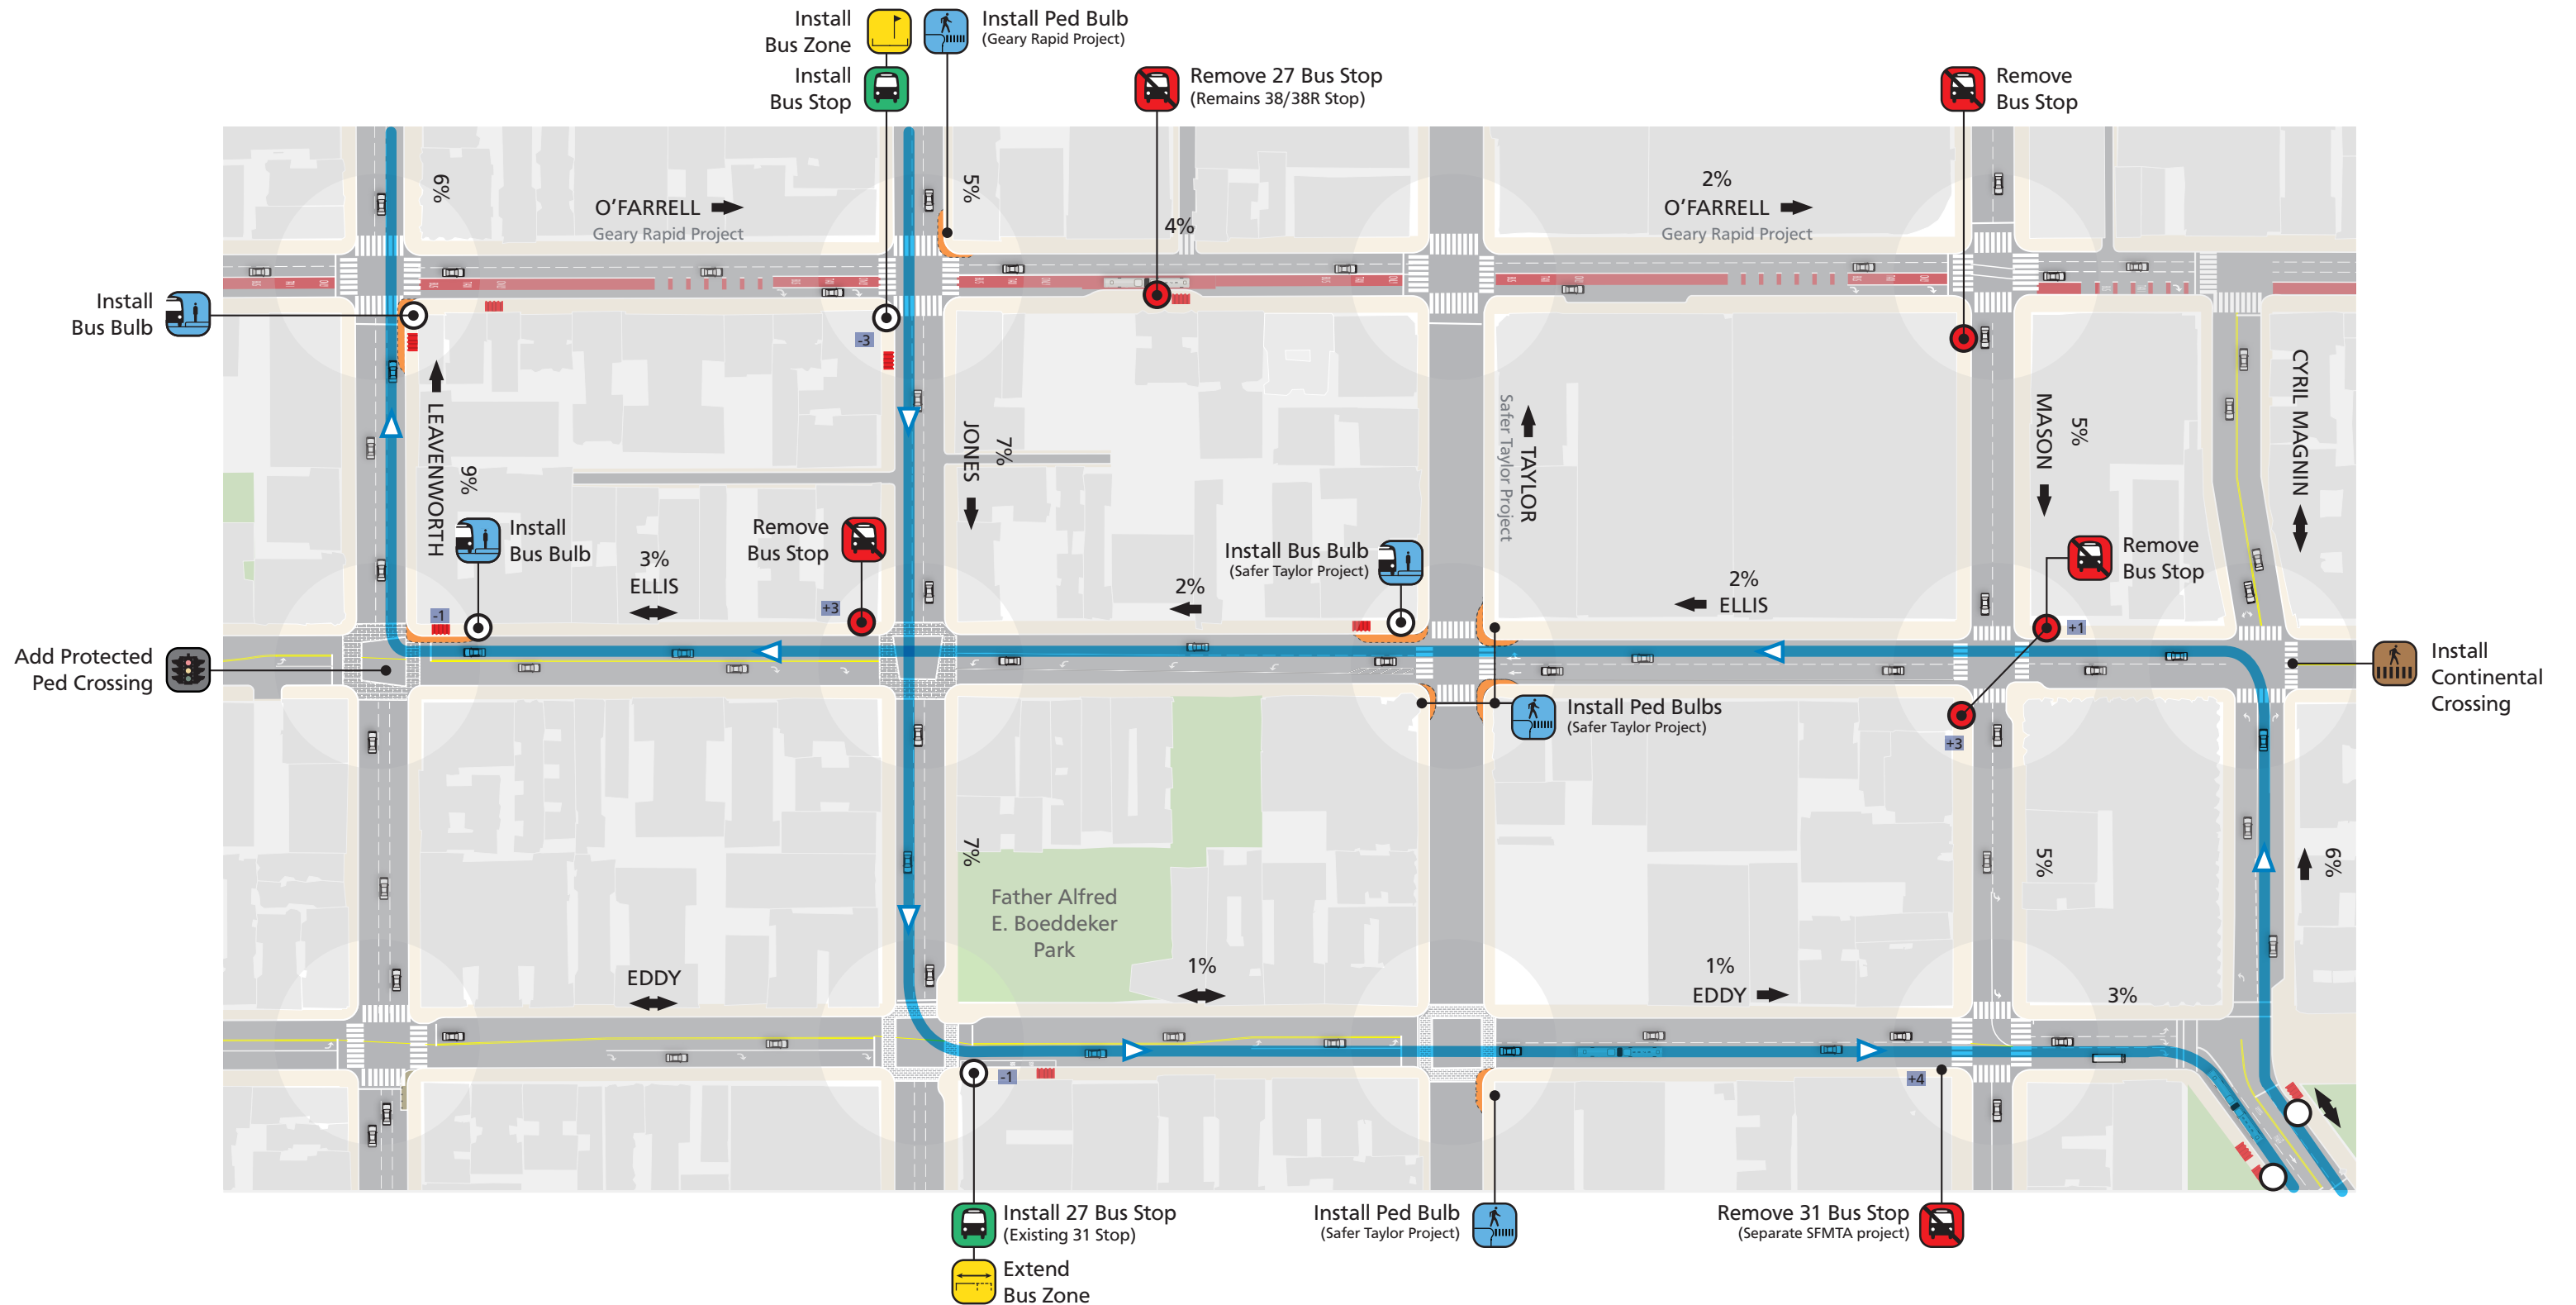 Install
Bus Zone
Install Ped Bulb
(Geary Rapid Project)
Install
Bus Stop
Remove 27 Bus Stop
(Remains 38/38R Stop)
Remove
Bus Stop
6%
O'FARRELL
Geary Rapid Project
5%
4%
2%
O'FARRELL
Geary Rapid Project
Install
Bus Bulb
-3
LEAVENWORTH
9%
JONES
7%
Safer Taylor Project
TAYLOR
MASON
5%
CYRIL MAGNIN
Install
Bus Bulb
3%
ELLIS
Remove
Bus Stop
+3
-1
2%
Install Bus Bulb
(Safer Taylor Project)
2%
ELLIS
Remove
Bus Stop
+1
Add Protected
Ped Crossing
Install
Continental
Crossing
Install Ped Bulbs
(Safer Taylor Project)
+3
7%
Father Alfred
E. Boeddeker
Park
5%
6%
EDDY
1%
1%
EDDY
3%
-1
+4
Install 27 Bus Stop
(Existing 31 Stop)
Extend
Bus Zone
Install Ped Bulb
(Safer Taylor Project)
Remove 31 Bus Stop
(Separate SFMTA project)